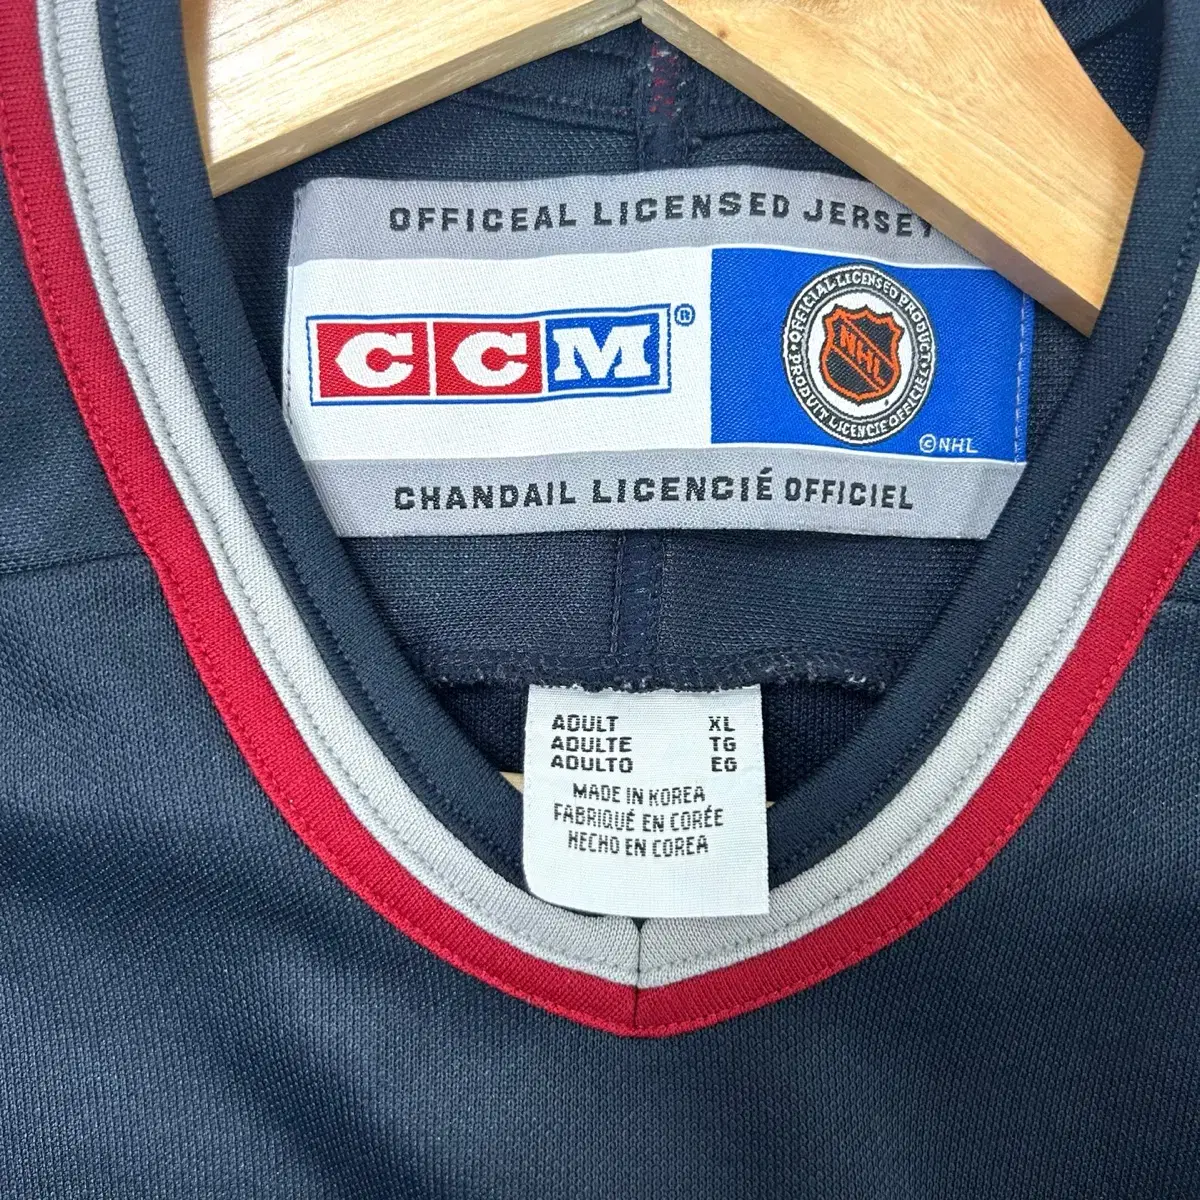 OFFICEAL LICENSED JERSEY
CCM®
OFFICIAL LICENSED PRODUCT
NHL
PRODUIT LICENCIE OFFICIEL
©NHL
CHANDAIL LICENCIÉ OFFICIEL
ADULT XL
ADULTE TG
ADULTO EG
MADE IN KOREA
FABRIQUÉ EN CORÉE
HECHO EN COREA